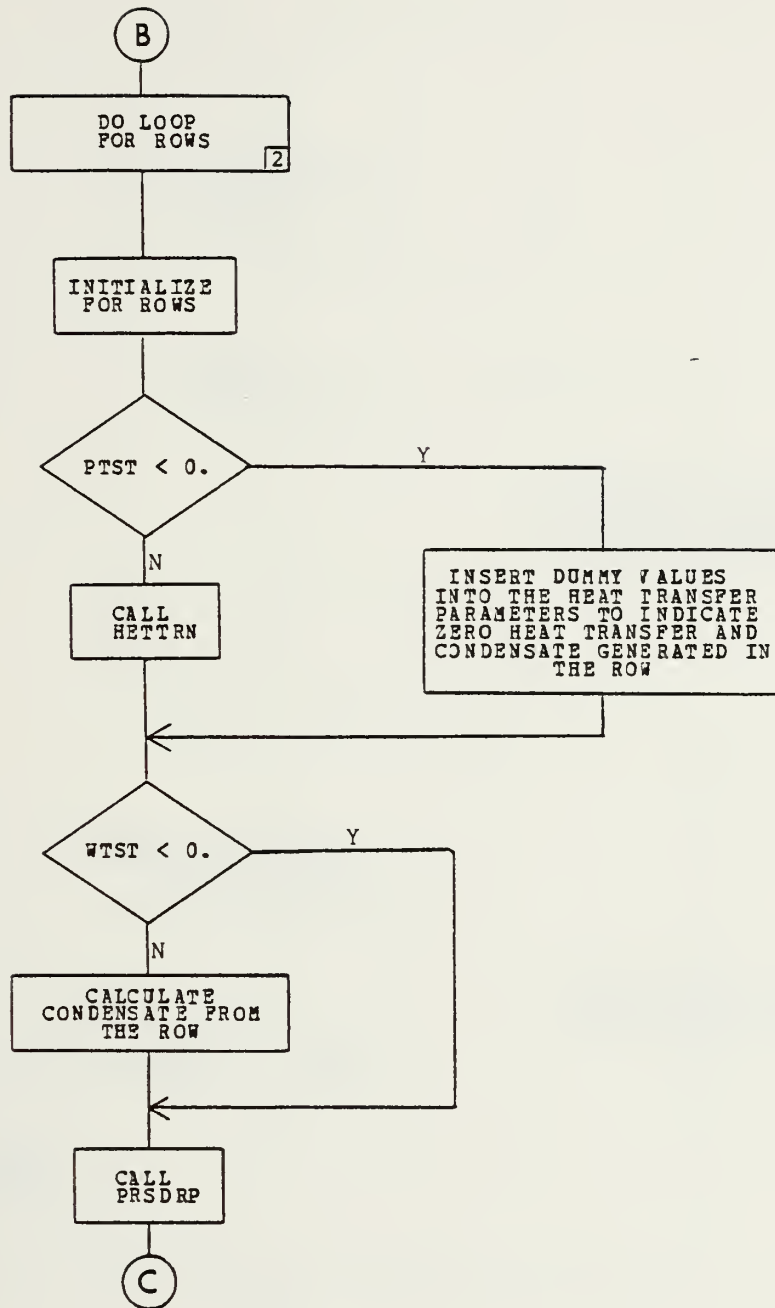 B
DO LOOP
FOR ROWS
2
INITIALIZE
FOR ROWS
PTST < 0.
Y
N
CALL
HETTRN
INSERT DUMMY VALUES
INTO THE HEAT TRANSFER
PARAMETERS TO INDICATE
ZERO HEAT TRANSFER AND
CONDENSATE GENERATED IN
THE ROW
WTST < 0.
Y
N
CALCULATE
CONDENSATE FROM
THE ROW
CALL
PRSDRP
C